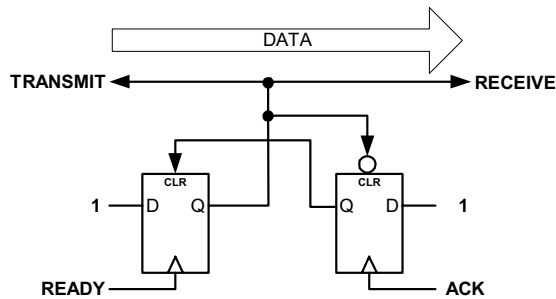 DATA
TRANSMIT RECEIVE
CLR CLR
1 D Q Q D 1
READY ACK